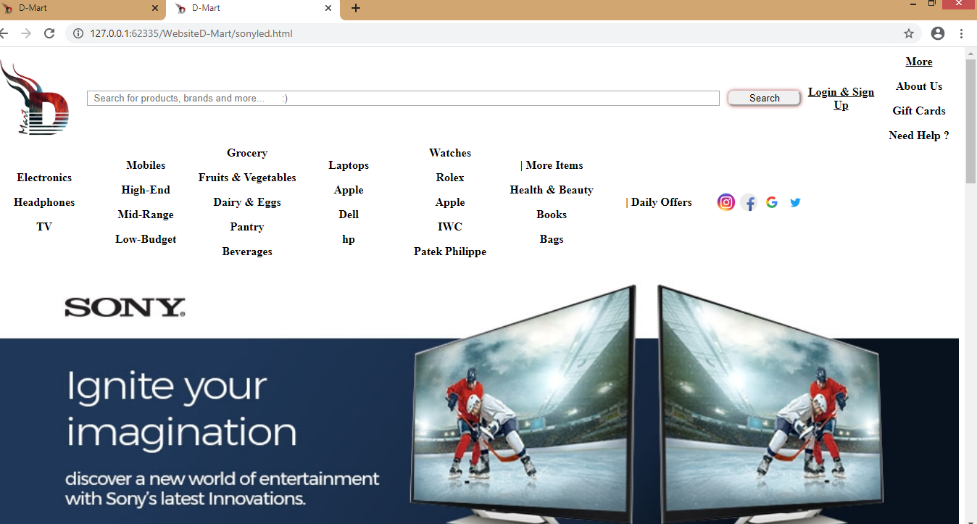 D-Mart
D-Mart
127.0.0.1:62335/WebsiteD-Mart/sonyled.html
D
Mart
Search for products, brands and more... :)
Search
Login & Sign
Up
More
About Us
Gift Cards
Need Help ?
Electronics
Headphones
TV
Mobiles
High-End
Mid-Range
Low-Budget
Grocery
Fruits & Vegetables
Dairy & Eggs
Pantry
Beverages
Laptops
Apple
Dell
hp
Watches
Rolex
Apple
IWC
Patek Philippe
| More Items
Health & Beauty
Books
Bags
| Daily Offers
SONY
Ignite your
imagination
discover a new world of entertainment
with Sony's latest Innovations.